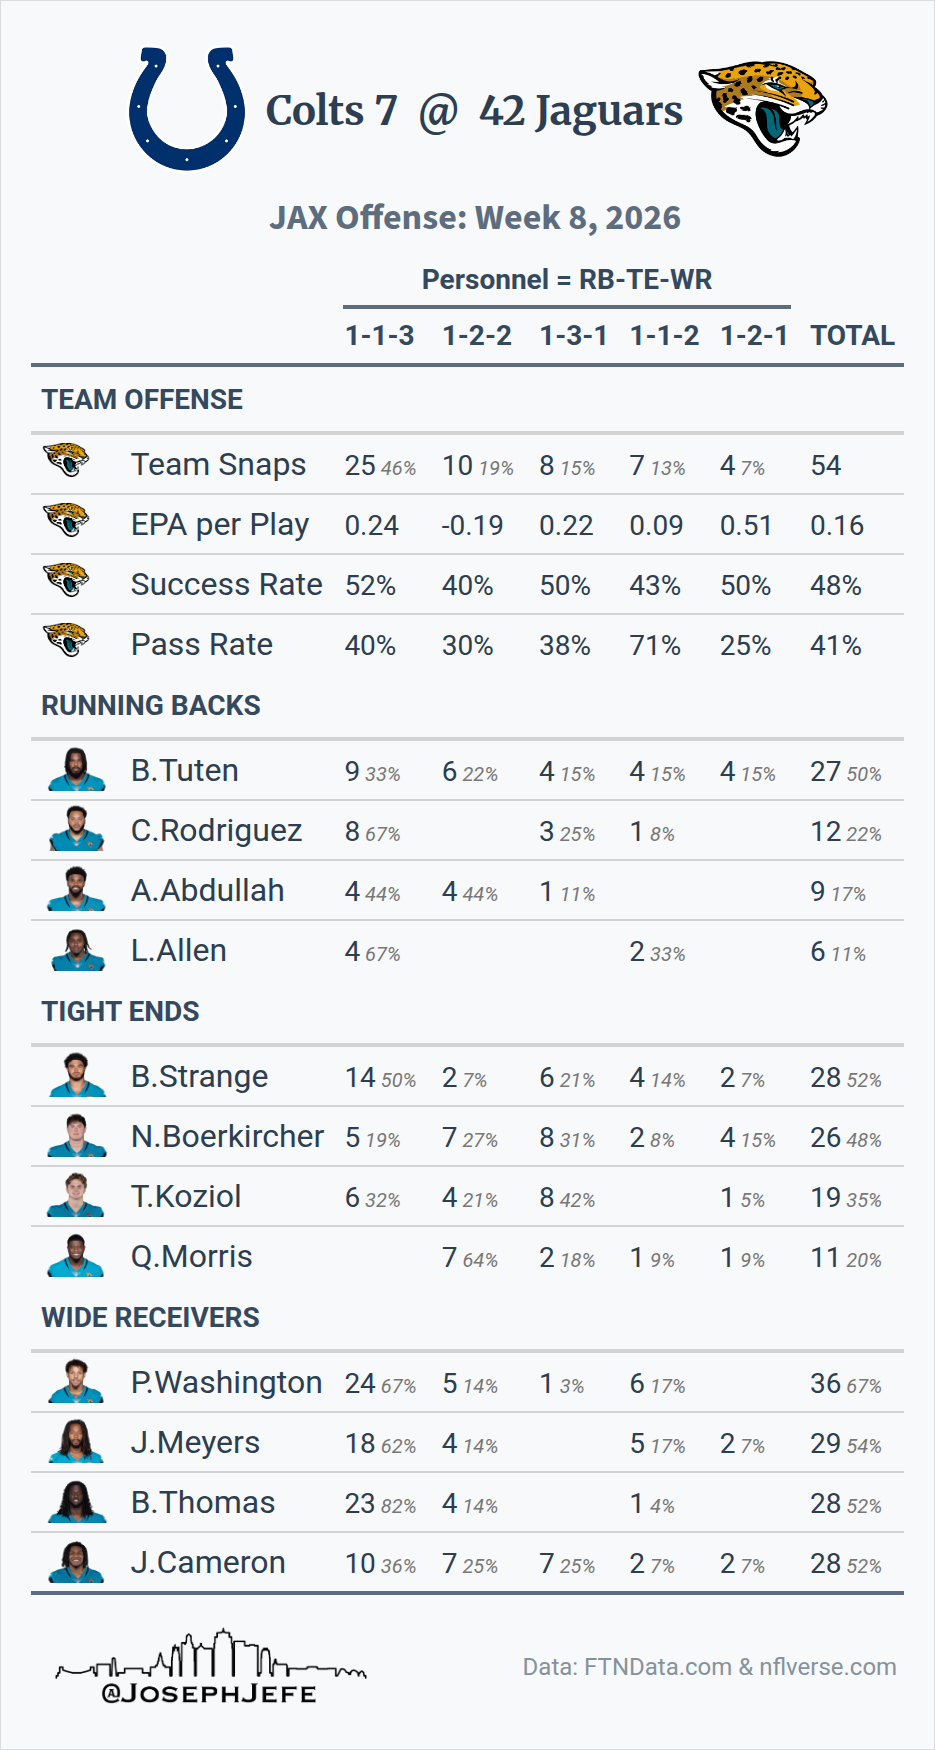 Colts 7 @ 42 Jaguars
JAX Offense: Week 8, 2026
Personnel = RB-TE-WR
1-1-3 1-2-2 1-3-1 1-1-2 1-2-1 TOTAL
TEAM OFFENSE
Team Snaps 25 46% 10 19% 8 15% 7 13% 4 7% 54
EPA per Play 0.24 -0.19 0.22 0.09 0.51 0.16
Success Rate 52% 40% 50% 43% 50% 48%
Pass Rate 40% 30% 38% 71% 25% 41%
RUNNING BACKS
B.Tuten 9 33% 6 22% 4 15% 4 15% 4 15% 27 50%
C.Rodriguez 8 67% 3 25% 1 8% 12 22%
A.Abdullah 4 44% 4 44% 1 11% 9 17%
L.Allen 4 67% 2 33% 6 11%
TIGHT ENDS
B.Strange 14 50% 2 7% 6 21% 4 14% 2 7% 28 52%
N.Boerkircher 5 19% 7 27% 8 31% 2 8% 4 15% 26 48%
T.Koziol 6 32% 4 21% 8 42% 1 5% 19 35%
Q.Morris 7 64% 2 18% 1 9% 1 9% 11 20%
WIDE RECEIVERS
P.Washington 24 67% 5 14% 1 3% 6 17% 36 67%
J.Meyers 18 62% 4 14% 5 17% 2 7% 29 54%
B.Thomas 23 82% 4 14% 1 4% 28 52%
J.Cameron 10 36% 7 25% 7 25% 2 7% 2 7% 28 52%
@JOSEPHJEFE
Data: FTNData.com & nflverse.com